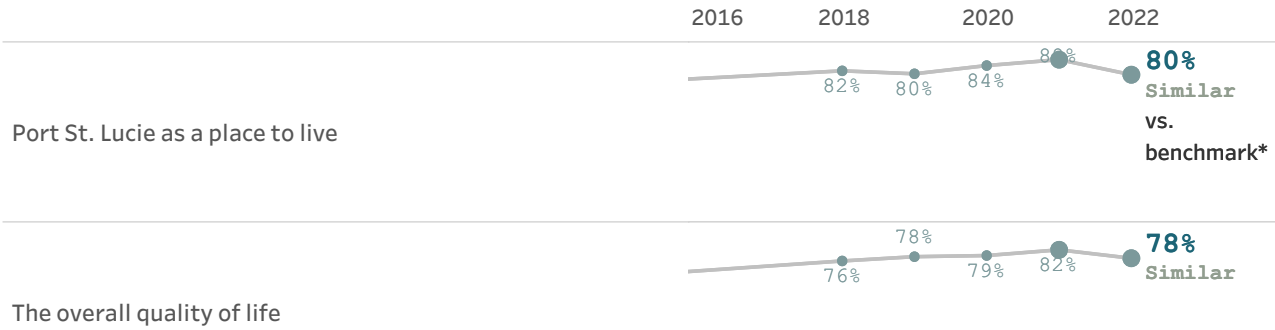 2016 2018 2020 2022
82% 80% 84% 80%
Similar
vs.
benchmark*
Port St. Lucie as a place to live
78% 76% 79% 82% 78%
Similar
The overall quality of life